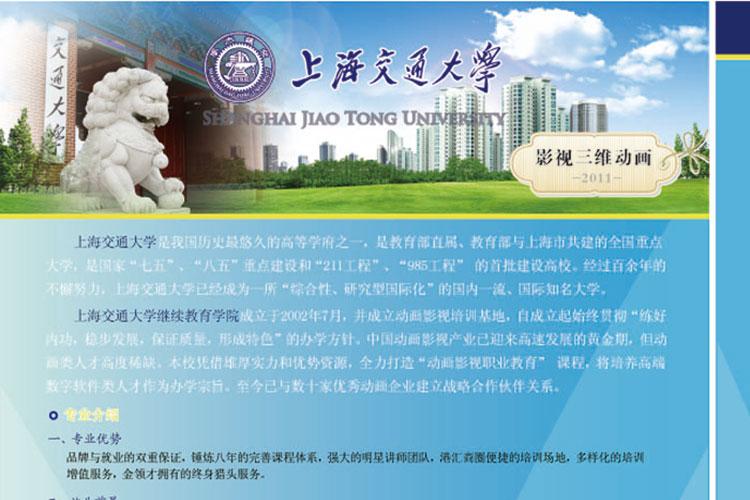 交通大学
上海交通大學
SHANGHAI JIAO TONG UNIVERSITY
影视三维动画
-2011-
上海交通大学是我国历史最悠久的高等学府之一，是教育部直属、教育部与上海市共建的全国重点
大学，是国家“七五”、“八五”重点建设和“211工程”、“985工程” 的首批建设高校。经过百余年的
不懈努力，上海交通大学已经成为一所“综合性、研究型国际化”的国内一流、国际知名大学。
上海交通大学继续教育学院成立于2002年7月，并成立动画影视培训基地，自成立起始终贯彻“练好
内功，稳步发展，保证质量，形成特色”的办学方针。中国动画影视产业已迎来高速发展的黄金期，但动
画类人才高度稀缺。本校凭借雄厚实力和优势资源，全力打造“动画影视职业教育” 课程，将培养高端
数字软件类人才作为办学宗旨。至今已与数十家优秀动画企业建立战略合作伙伴关系。
专业介绍
一、专业优势
品牌与就业的双重保证，锤炼八年的完善课程体系，强大的明星讲师团队，港汇商圈便捷的培训场地，多样化的培训
增值服务，金领才拥有的终身猎头服务。